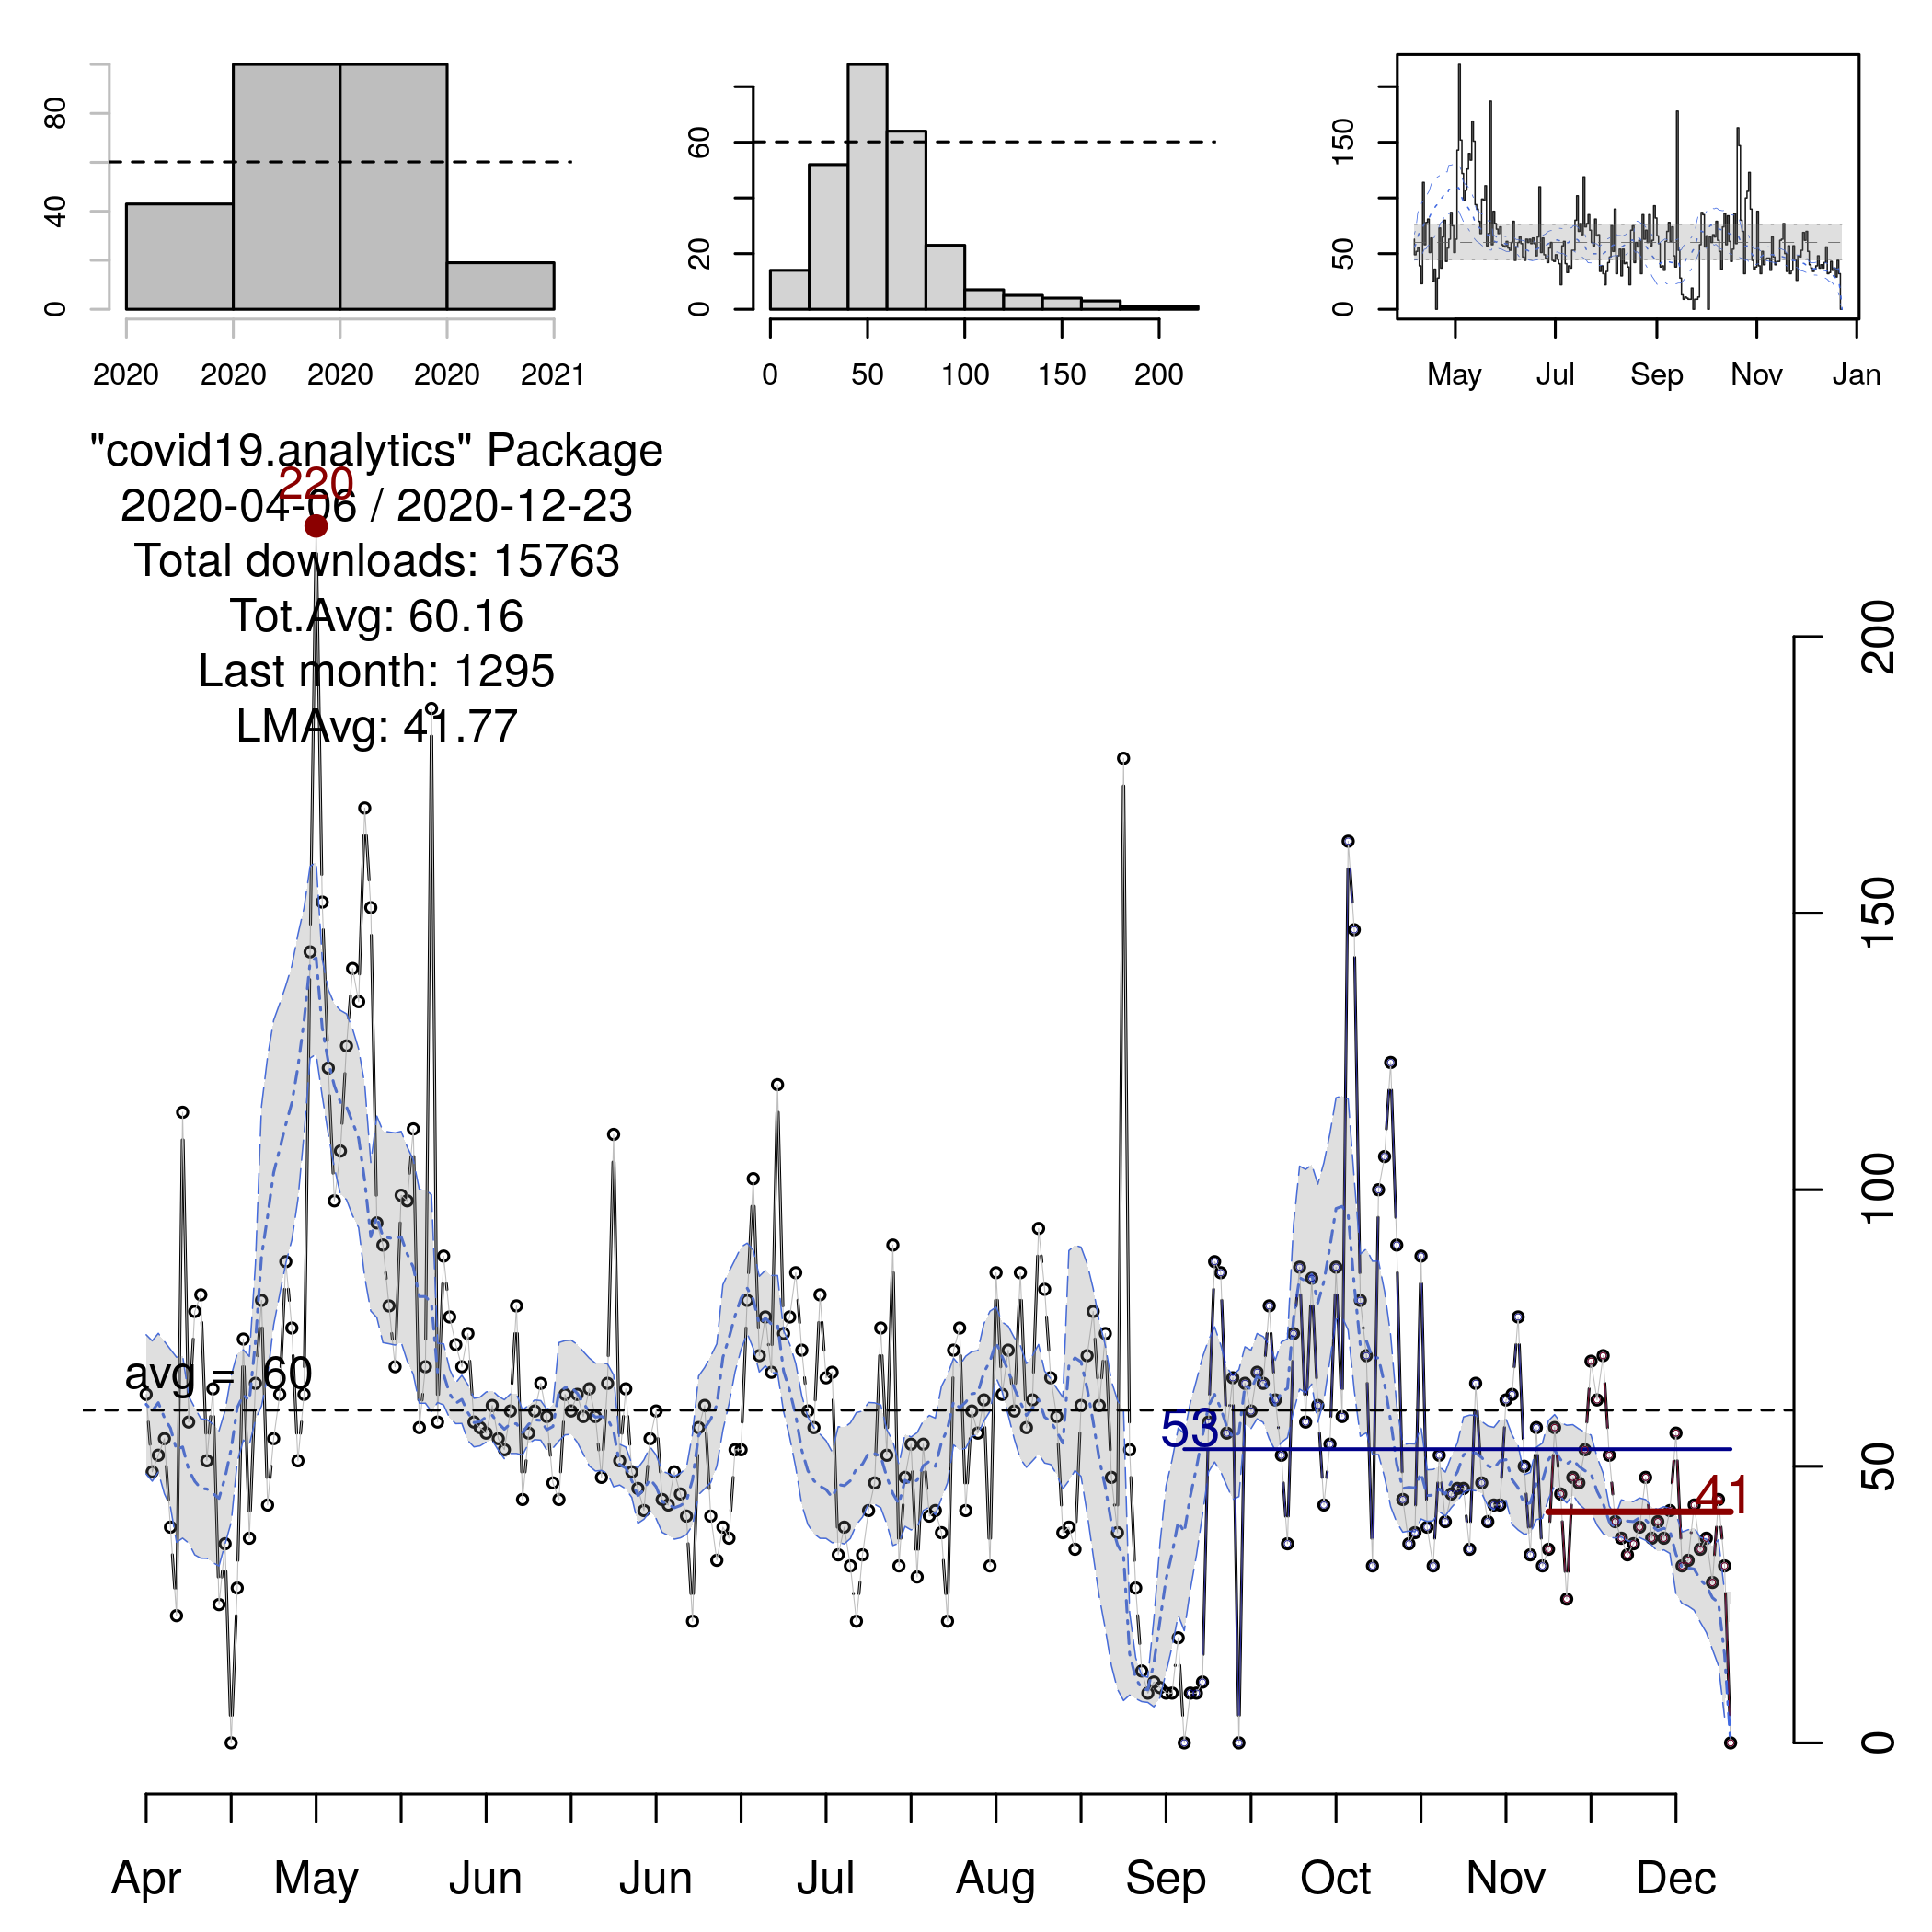 80
40
0
2020 2020 2020 2020 2021
60
20
0
0 50 100 150 200
150
50
0
May Jul Sep Nov Jan
"covid19.analytics" Package
220
2020-04-06 / 2020-12-23
Total downloads: 15763
Tot.Avg: 60.16
Last month: 1295
LMAvg: 41.77
200
150
100
50
0
avg = 60
53
41
Apr May Jun Jun Jul Aug Sep Oct Nov Dec